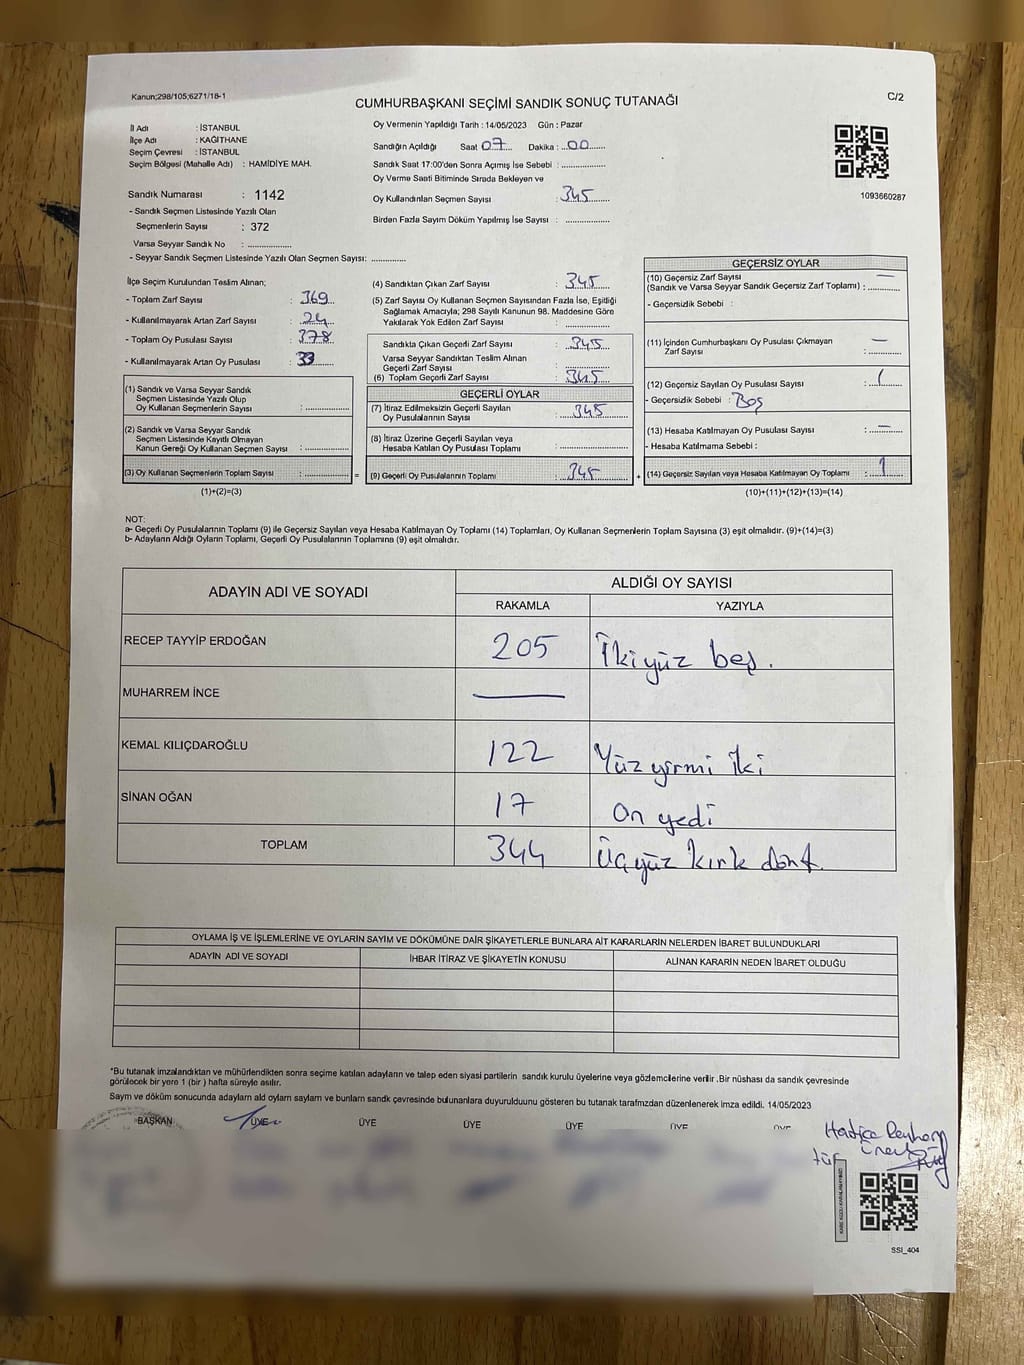 Kanun;298/105;6271/18-1
CUMHURBAŞKANI SEÇİMİ SANDIK SONUÇ TUTANAĞI
C/2
İl Adı : İSTANBUL
İlçe Adı : KAĞITHANE
Seçim Çevresi : İSTANBUL
Seçim Bölgesi (Mahalle Adı) : HAMİDİYE MAH.
Sandık Numarası : 1142
- Sandık Seçmen Listesinde Yazılı Olan
Seçmenlerin Sayısı : 372
Varsa Seyyar Sandık No : ................
- Seyyar Sandık Seçmen Listesinde Yazılı Olan Seçmen Sayısı: ............
Oy Vermenin Yapıldığı Tarih : 14/05/2023 Gün : Pazar
Sandığın Açıldığı Saat 07 Dakika : 00
Sandık Saat 17:00'den Sonra Açımış İse Sebebi : ................
Oy Verme Saati Bitiminde Sırada Bekleyen ve
Oy Kullandırılan Seçmen Sayısı : 345
Birden Fazla Sayım Döküm Yapılmış İse Sayısı : ................
1093660287
İlçe Seçim Kurulundan Teslim Alınan;
- Toplam Zarf Sayısı : 369
- Kullanılmayarak Artan Zarf Sayısı : 24
- Toplam Oy Pusulası Sayısı : 378
- Kullanılmayarak Artan Oy Pusulası : 33
(1) Sandık ve Varsa Seyyar Sandık
Seçmen Listesinde Yazılı Olup
Oy Kullanan Seçmenlerin Sayısı : ................
(2) Sandık ve Varsa Seyyar Sandık
Seçmen Listesinde Kayıtlı Olmayan
Kanun Gereği Oy Kullanan Seçmen Sayısı : ................
(3) Oy Kullanan Seçmenlerin Toplam Sayısı : ................ =
(1)+(2)=(3)
(4) Sandıktan Çıkan Zarf Sayısı : 345
(5) Zarf Sayısı Oy Kullanan Seçmen Sayısından Fazla İse, Eşitliği
Sağlamak Amacıyla; 298 Sayılı Kanunun 98. Maddesine Göre
Yakılarak Yok Edilen Zarf Sayısı : ................
Sandıkta Çıkan Geçerli Zarf Sayısı : 345
Varsa Seyyar Sandıktan Teslim Alınan
Geçerli Zarf Sayısı : ................
(6) Toplam Geçerli Zarf Sayısı : 345
GEÇERLİ OYLAR
(7) İtiraz Edilmeksizin Geçerli Sayılan
Oy Pusulalarının Sayısı : 345
(8) İtiraz Üzerine Geçerli Sayılan veya
Hesaba Katılan Oy Pusulası Toplamı : ................
(9) Geçerli Oy Pusulalarının Toplamı : 345 +
GEÇERSİZ OYLAR
(10) Geçersiz Zarf Sayısı —
(Sandık ve Varsa Seyyar Sandık Geçersiz Zarf Toplamı) : ............
- Geçersizlik Sebebi :
(11) İçinden Cumhurbaşkanı Oy Pusulası Çıkmayan —
Zarf Sayısı : ............
(12) Geçersiz Sayılan Oy Pusulası Sayısı : 1
- Geçersizlik Sebebi : Boş
(13) Hesaba Katılmayan Oy Pusulası Sayısı : —
- Hesaba Katılmama Sebebi :
(14) Geçersiz Sayılan veya Hesaba Katılmayan Oy Toplamı : 1
(10)+(11)+(12)+(13)=(14)
NOT:
a- Geçerli Oy Pusulalarının Toplamı (9) ile Geçersiz Sayılan veya Hesaba Katılmayan Oy Toplamı (14) Toplamları, Oy Kullanan Seçmenlerin Toplam Sayısına (3) eşit olmalıdır. (9)+(14)=(3)
b- Adayların Aldığı Oyların Toplamı, Geçerli Oy Pusulalarının Toplamına (9) eşit olmalıdır.
ADAYIN ADI VE SOYADI
ALDIĞI OY SAYISI
RAKAMLA YAZIYLA
RECEP TAYYİP ERDOĞAN 205 İkiyüz beş.
MUHARREM İNCE —
KEMAL KILIÇDAROĞLU 122 Yüz yirmi iki
SİNAN OĞAN 17 On yedi
TOPLAM 344 Üçyüz kırk dört.
OYLAMA İŞ VE İŞLEMLERİNE VE OYLARIN SAYIM VE DÖKÜMÜNE DAİR ŞİKAYETLERLE BUNLARA AİT KARARLARIN NELERDEN İBARET BULUNDUKLARI
ADAYIN ADI VE SOYADI İHBAR İTİRAZ VE ŞİKAYETİN KONUSU ALINAN KARARIN NEDEN İBARET OLDUĞU
*Bu tutanak imzalandıktan ve mühürlendikten sonra seçime katılan adayların ve talep eden siyasi partilerin sandık kurulu üyelerine veya gözlemcilerine verilir .Bir nüshası da sandık çevresinde
görülecek bir yere 1 (bir ) hafta süreyle asılır.
Sayım ve döküm sonucunda adayların aldı oyların sayların ve bunların sandık çevresinde bulunanlara duyurulduunu gösteren bu tutanak tarafmzdan düzenlenerek imza edildi. 14/05/2023
BAŞKAN ÜYE ÜYE ÜYE ÜYE ÜYE ÜYE
SSI_404